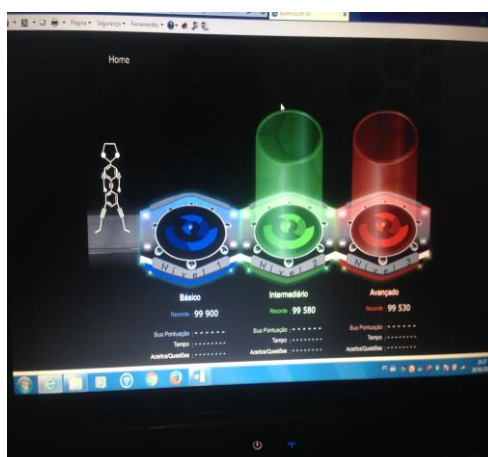 Página Segurança Ferramentas
Home
Nível 1
Nível 2
Nível 3
Básico
Intermediário
Avançado
Recorde 99 900
Recorde 99 580
Recorde 99 530
Sua Pontuação : - - - - - -
Tempo : - - - - - - - -
Acertos/Questões : - - - - - - - -
Sua Pontuação : - - - - - -
Tempo : - - - - - - - -
Acertos/Questões : - - - - - - - -
Sua Pontuação : - - - - - -
Tempo : - - - - - - - -
Acertos/Questões : - - - - - - - -
PT